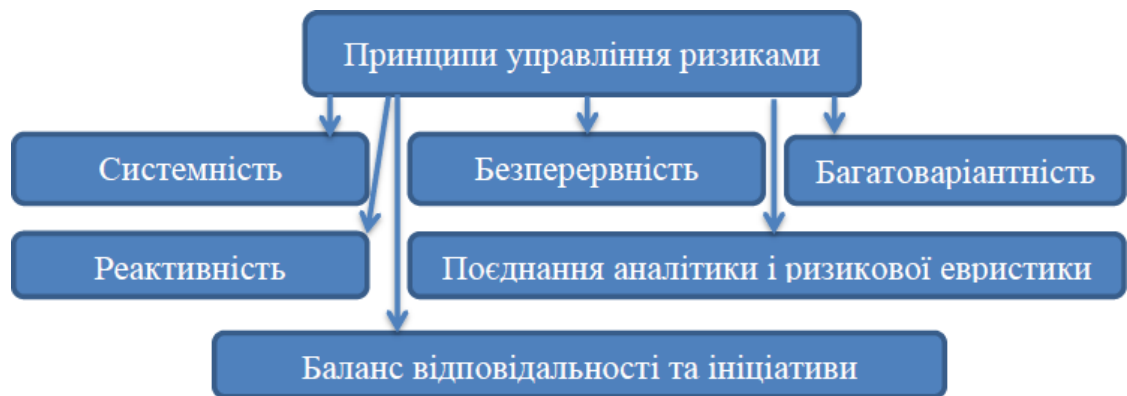 Принципи управління ризиками
Системність
Безперервність
Багатоваріантність
Реактивність
Поєднання аналітики і ризикової евристики
Баланс відповідальності та ініціативи